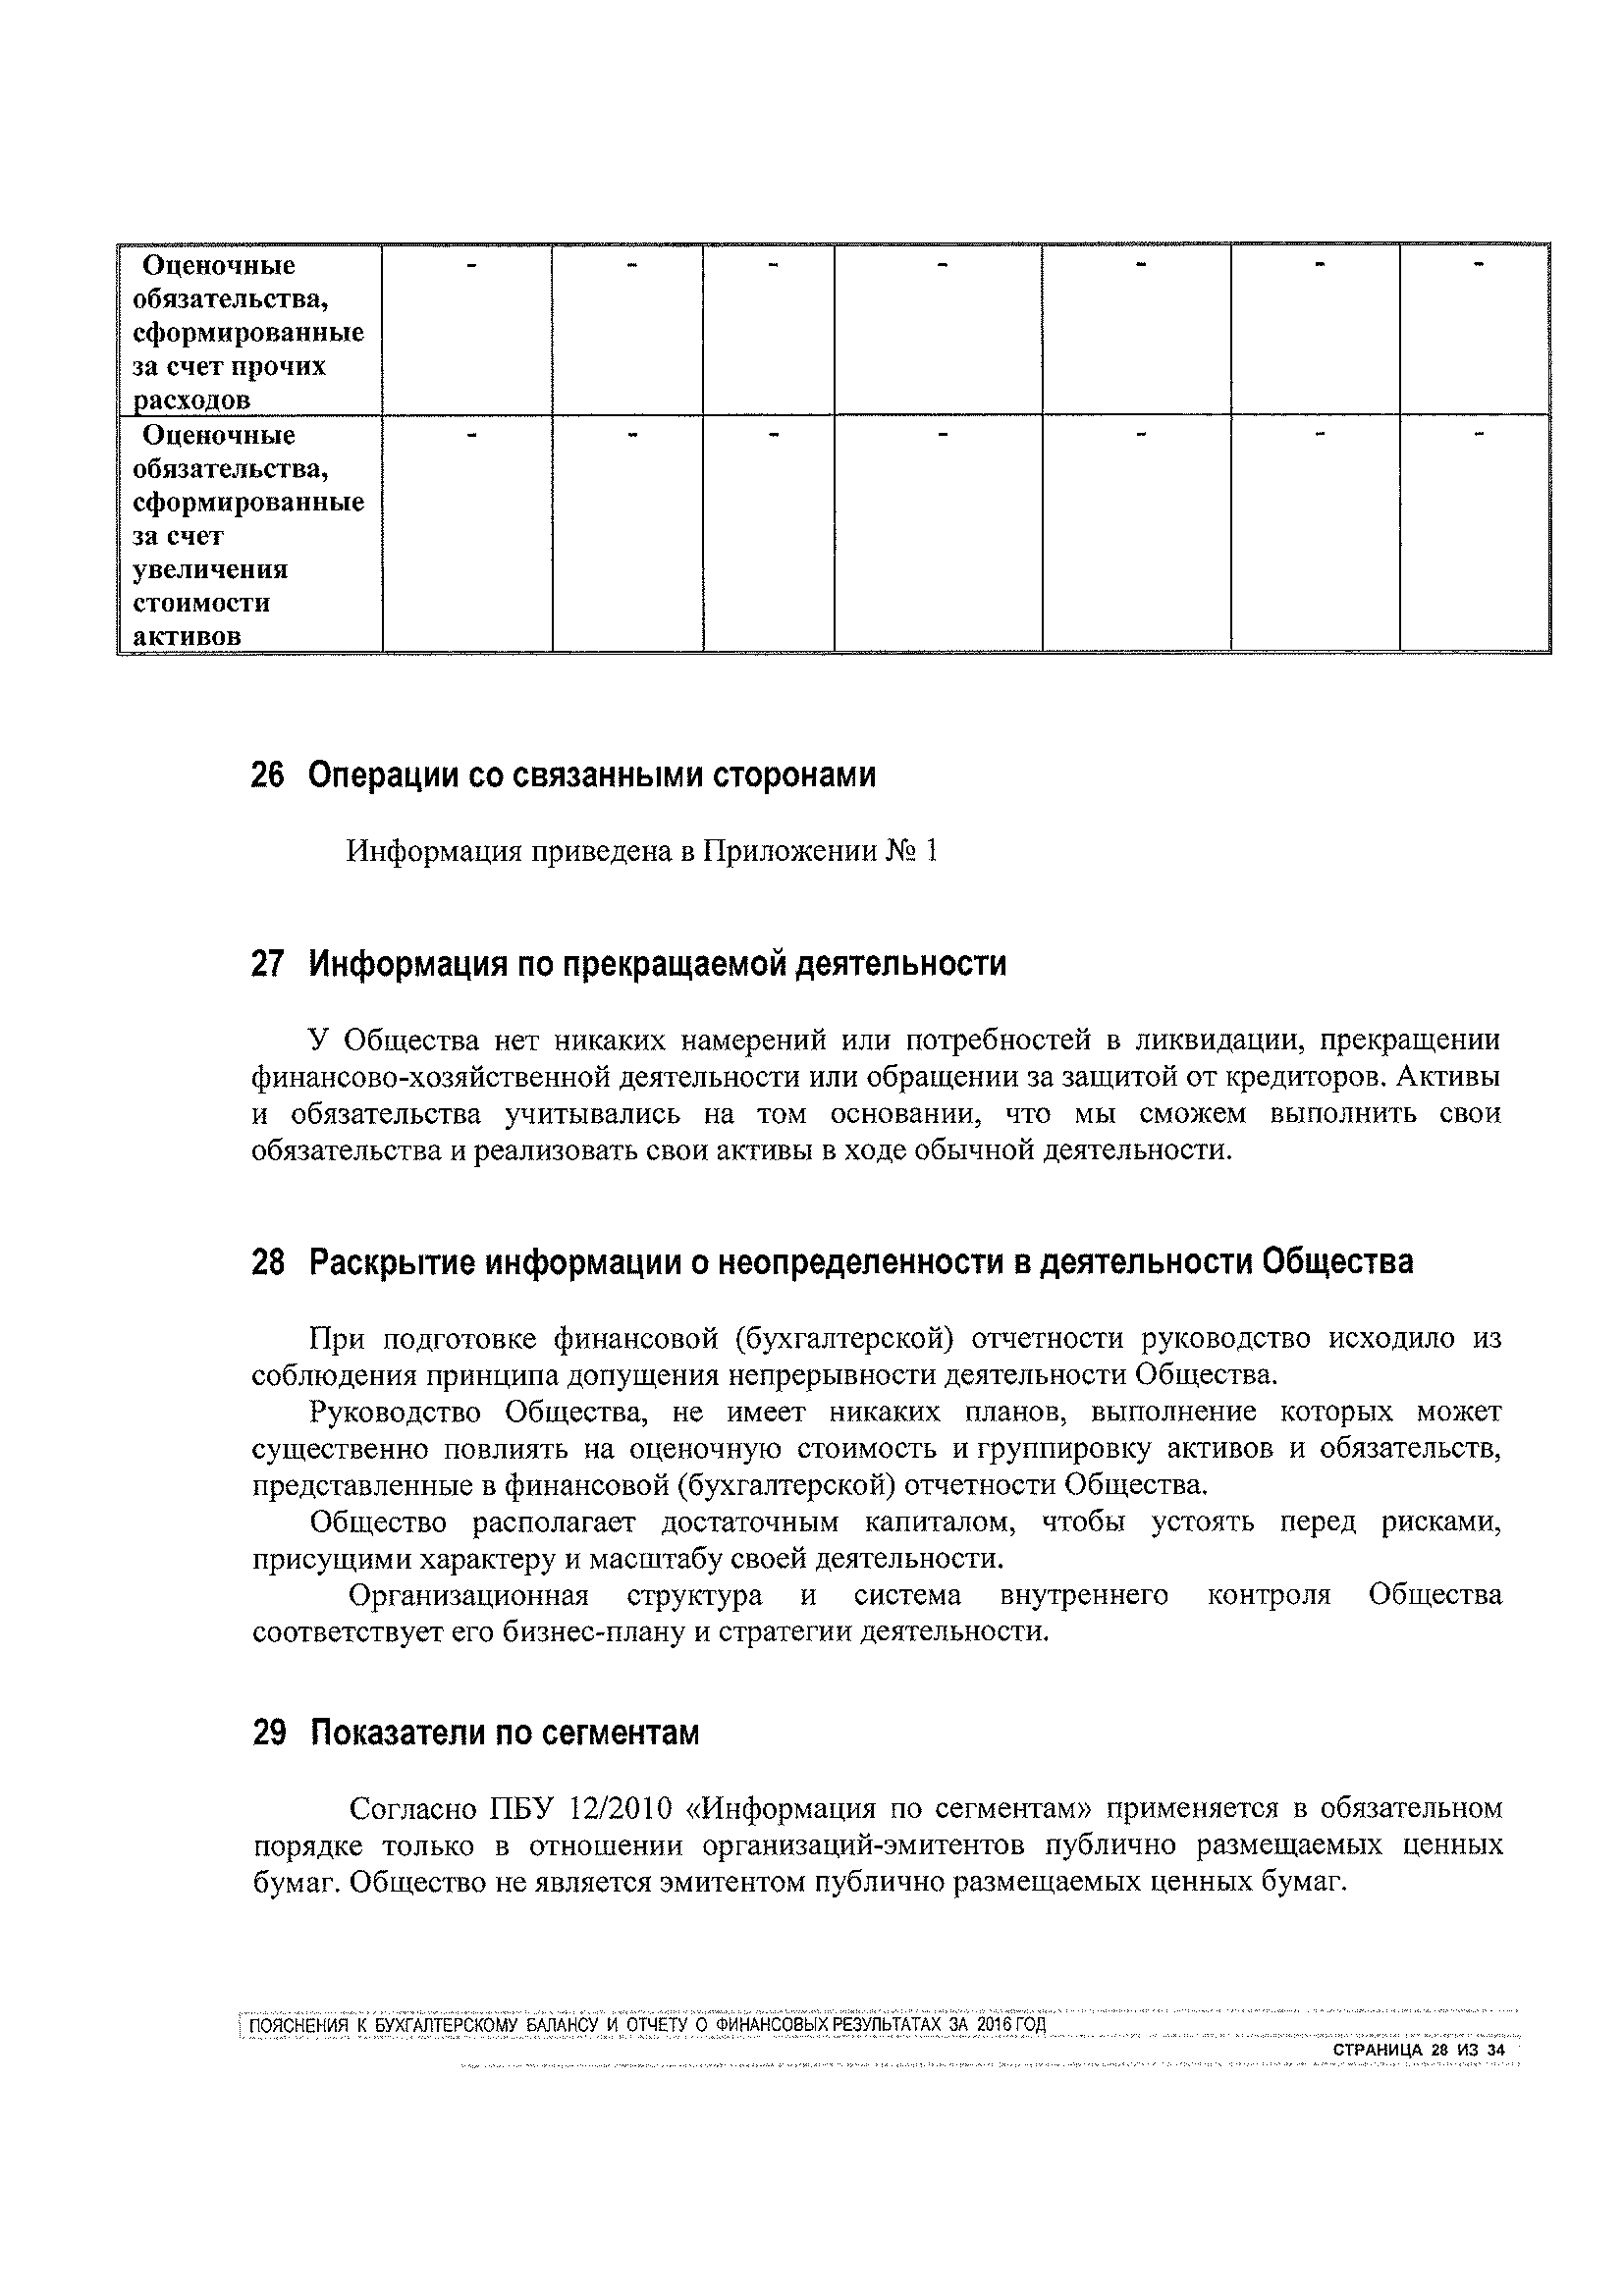 Оценочные - - - - - - -
обязательства,
сформированные
за счет прочих
расходов
Оценочные - - - - - - -
обязательства,
сформированные
за счет
увеличения
стоимости
активов
26 Операции со связанными сторонами
Информация приведена в Приложении № 1
27 Информация по прекращаемой деятельности
У Общества нет никаких намерений или потребностей в ликвидации, прекращении
финансово-хозяйственной деятельности или обращении за защитой от кредиторов. Активы
и обязательства учитывались на том основании, что мы сможем выполнить свои
обязательства и реализовать свои активы в ходе обычной деятельности.
28 Раскрытие информации о неопределенности в деятельности Общества
При подготовке финансовой (бухгалтерской) отчетности руководство исходило из
соблюдения принципа допущения непрерывности деятельности Общества.
Руководство Общества, не имеет никаких планов, выполнение которых может
существенно повлиять на оценочную стоимость и группировку активов и обязательств,
представленные в финансовой (бухгалтерской) отчетности Общества.
Общество располагает достаточным капиталом, чтобы устоять перед рисками,
присущими характеру и масштабу своей деятельности.
Организационная структура и система внутреннего контроля Общества
соответствует его бизнес-плану и стратегии деятельности.
29 Показатели по сегментам
Согласно ПБУ 12/2010 «Информация по сегментам» применяется в обязательном
порядке только в отношении организаций-эмитентов публично размещаемых ценных
бумаг. Общество не является эмитентом публично размещаемых ценных бумаг.
ПОЯСНЕНИЯ К БУХГАЛТЕРСКОМУ БАЛАНСУ И ОТЧЕТУ О ФИНАНСОВЫХ РЕЗУЛЬТАТАХ ЗА 2016 ГОД
СТРАНИЦА 28 ИЗ 34